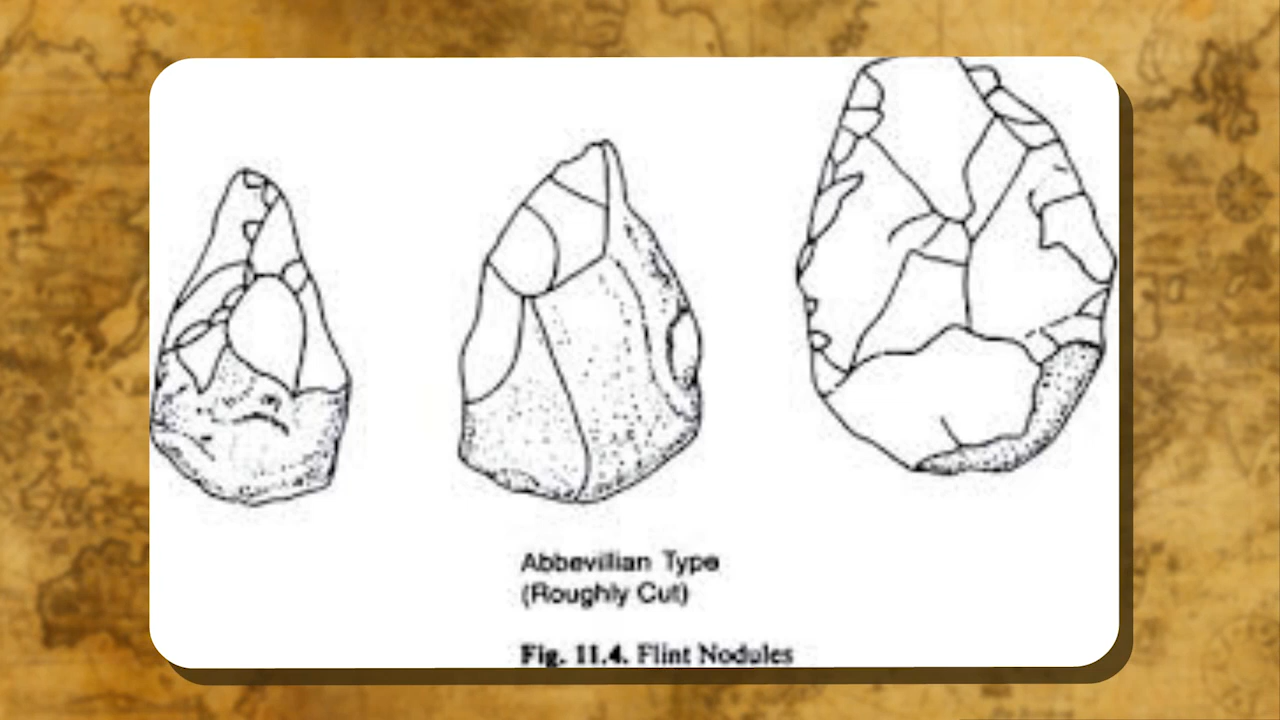 Abbevillian Type
(Roughly Cut)
Fig. 11.4. Flint Nodules